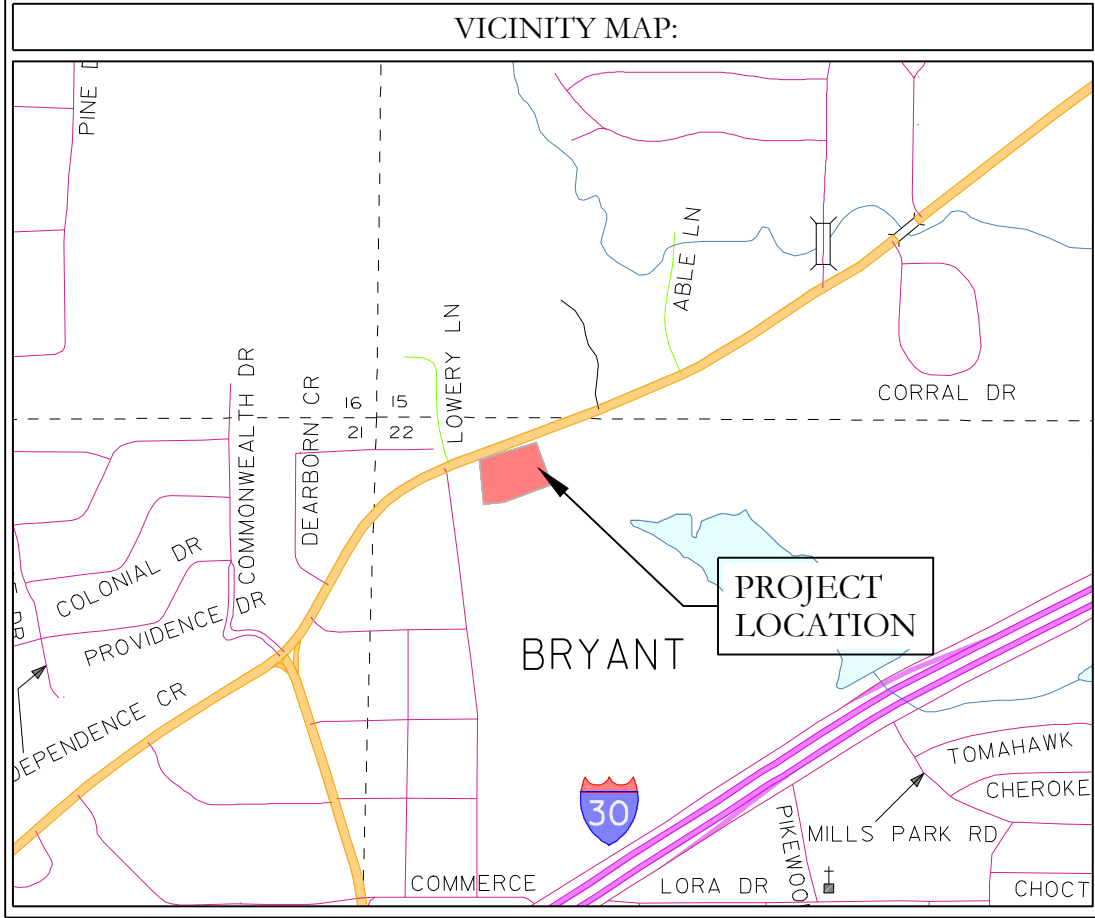 VICINITY MAP:
PINE D
ABLE LN
LOWERY LN
COMMONWEALTH DR
DEARBORN CR
16 15
21 22
CORRAL DR
COLONIAL DR
PROVIDENCE DR
DR
PROJECT
LOCATION
BRYANT
DEPENDENCE CR
TOMAHAWK
CHEROKE
30
MILLS PARK RD
PIKEWOO
COMMERCE
LORA DR
CHOCT